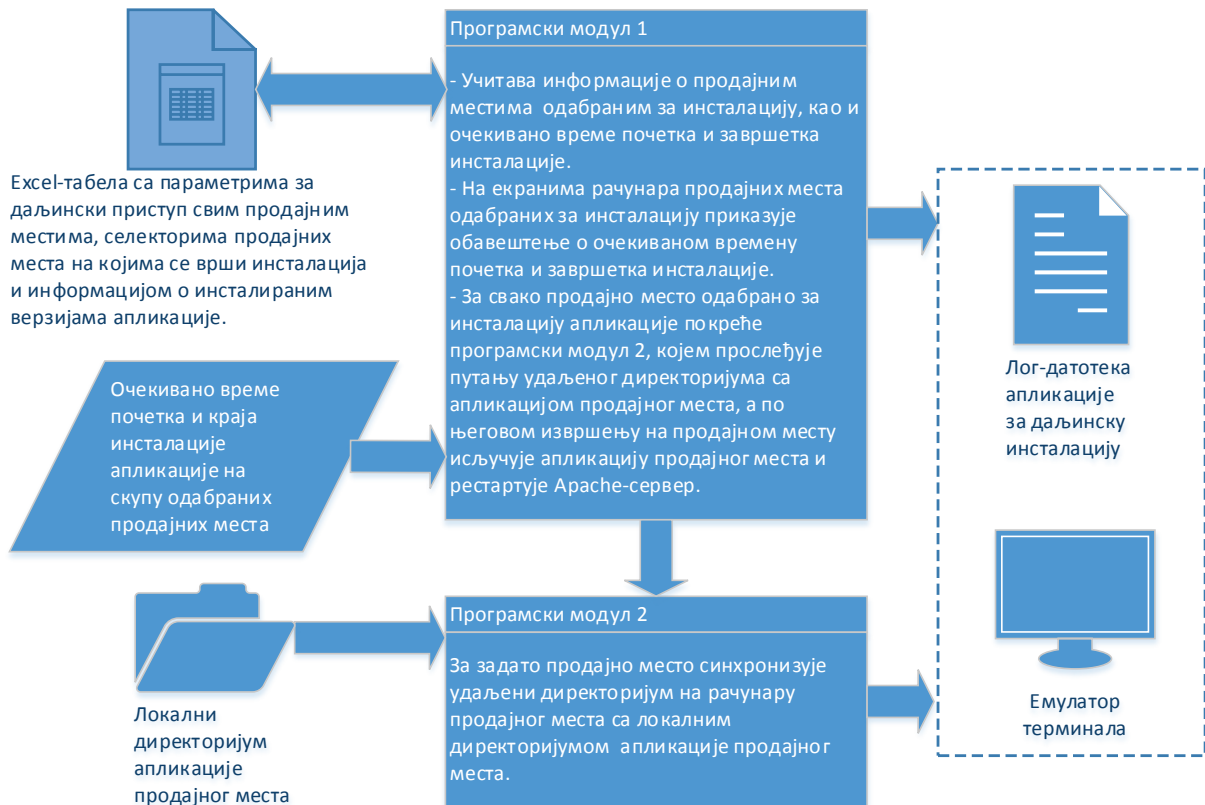 Програмски модул 1
- Учитава информације о продајним
местима одабраним за инсталацију, као и
очекивано време почетка и завршетка
инсталације.
- На екранима рачунара продајних места
одабраних за инсталацију приказује
обавештење о очекиваном времену
почетка и завршетка инсталације.
- За свако продајно место одабрано за
инсталацију апликације покреће
програмски модул 2, којем прослеђује
путању удаљеног директоријума са
апликацијом продајног места, а по
његовом извршењу на продајном месту
исључује апликацију продајног места и
рестартује Apache-сервер.
Excel-табела са параметрима за
даљински приступ свим продајним
местима, селекторима продајних
места на којима се врши инсталација
и информацијом о инсталираним
верзијама апликације.
Очекивано време
почетка и краја
инсталације
апликације на
скупу одабраних
продајних места
Лог-датотека
апликације
за даљинску
инсталацију
Програмски модул 2
За задато продајно место синхронизује
удаљени директоријум на рачунару
продајног места са локалним
директоријумом апликације продајног
места.
Локални
директоријум
апликације
продајног места
Емулатор
терминала